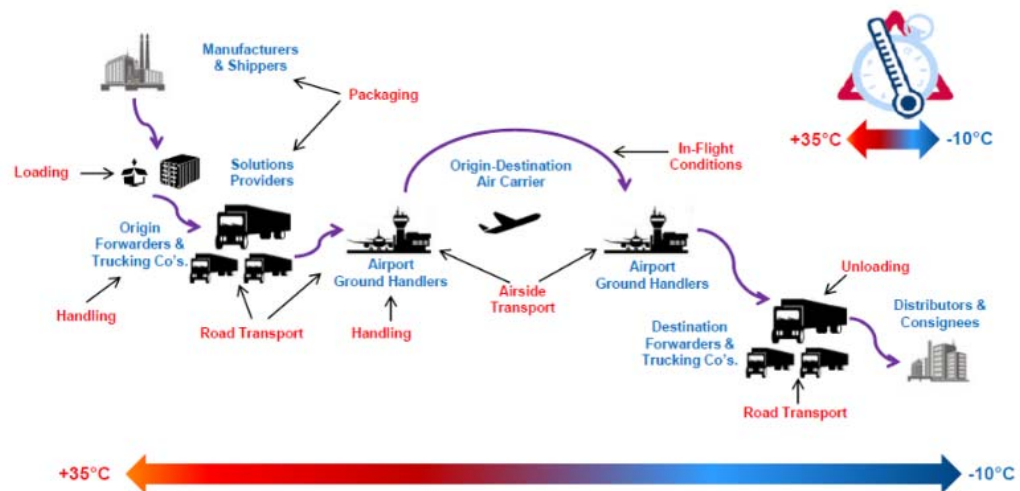 Manufacturers
& Shippers
Packaging
+35°C
-10°C
Loading
Solutions
Providers
Origin-Destination
Air Carrier
In-Flight
Conditions
Origin
Forwarders &
Trucking Co's.
Airport
Ground Handlers
Airport
Ground Handlers
Airside
Transport
Unloading
Handling
Road Transport
Handling
Distributors &
Consignees
Destination
Forwarders &
Trucking Co's.
Road Transport
+35°C
-10°C